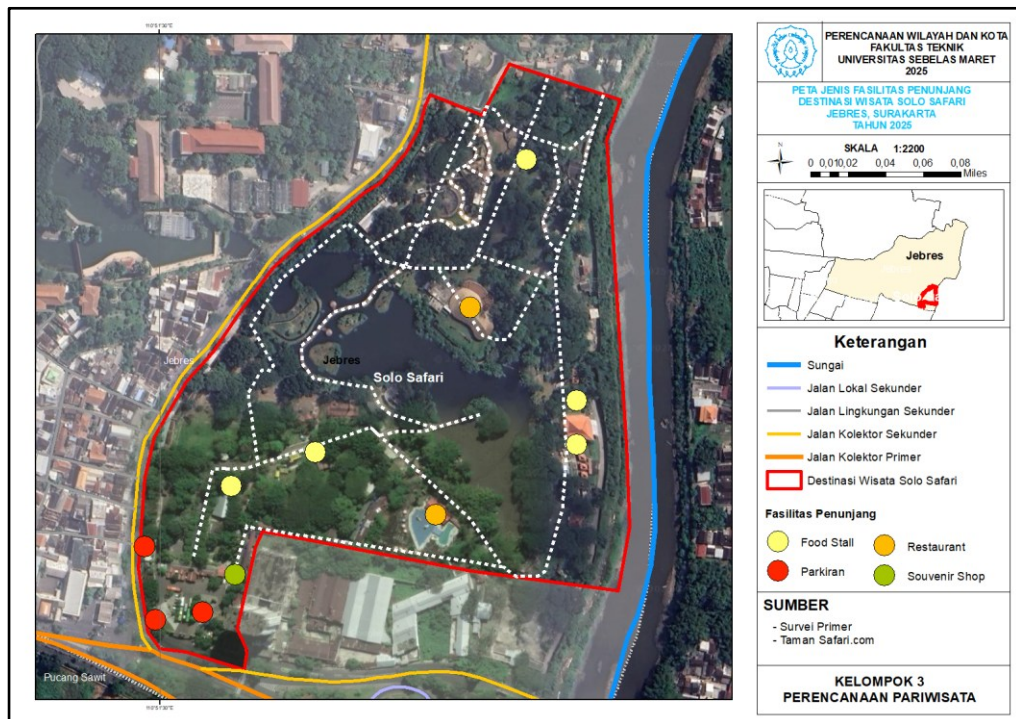 Jebres
Jebres
Solo Safari
Pucang Sawit
PERENCANAAN WILAYAH DAN KOTA
FAKULTAS TEKNIK
UNIVERSITAS SEBELAS MARET
2025
PETA JENIS FASILITAS PENUNJANG
DESTINASI WISATA SOLO SAFARI
JEBRES, SURAKARTA
TAHUN 2025
SKALA 1:2200
0 0,010,02 0,04 0,06 0,08
Miles
Jebres
Keterangan
Sungai
Jalan Lokal Sekunder
Jalan Lingkungan Sekunder
Jalan Kolektor Sekunder
Jalan Kolektor Primer
Destinasi Wisata Solo Safari
Fasilitas Penunjang
Food Stall
Restaurant
Parkiran
Souvenir Shop
SUMBER
- Survei Primer
- Taman Safari.com
KELOMPOK 3
PERENCANAAN PARIWISATA